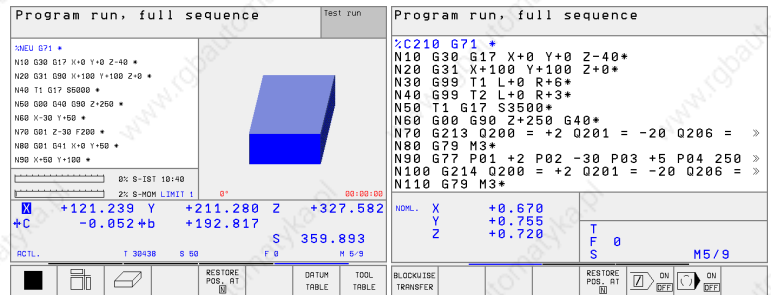 Program run, full sequence
Test run
%NEU G71 *
N10 G30 G17 X+0 Y+0 Z-40 *
N20 G31 G90 X+100 Y+100 Z+0 *
N40 T1 G17 S5000 *
N50 G00 G40 G90 Z+250 *
N60 X-30 Y+50 *
N70 G01 Z-30 F200 *
N80 G01 G41 X+0 Y+50 *
N90 X+50 Y+100 *
0% S-IST 10:40
2% S-MOM LIMIT 1 0° 00:00:00
X +121.239 Y +211.280 Z +327.582
C -0.052 b +192.817
S 359.893
ACTL. T 30438 S 50 F 0 M 5/9
RESTORE
POS. AT
N
DATUM
TABLE
TOOL
TABLE
Program run, full sequence
%C210 G71 *
N10 G30 G17 X+0 Y+0 Z-40*
N20 G31 X+100 Y+100 Z+0*
N30 G99 T1 L+0 R+6*
N40 G99 T2 L+0 R+3*
N50 T1 G17 S3500*
N60 G00 G90 Z+250 G40*
N70 G213 Q200 = +2 Q201 = -20 Q206 = »
N80 G79 M3*
N90 G77 P01 +2 P02 -30 P03 +5 P04 250 »
N100 G214 Q200 = +2 Q201 = -20 Q206 = »
N110 G79 M3*
NOML. X +0.670
Y +0.755
Z +0.720
T
F 0
S M5/9
BLOCKWISE
TRANSFER
RESTORE
POS. AT
N
ON
OFF
ON
OFF
www.rgbautomatyka.pl